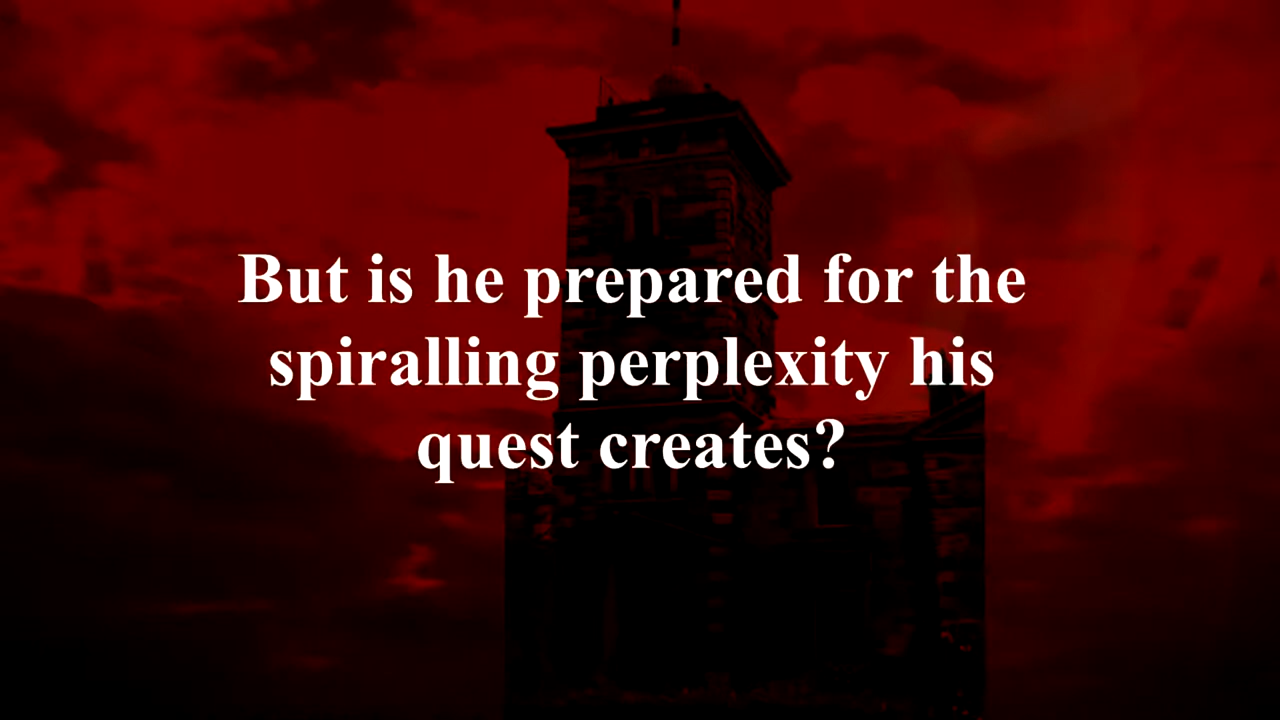 But is he prepared for the
spiralling perplexity his
quest creates?